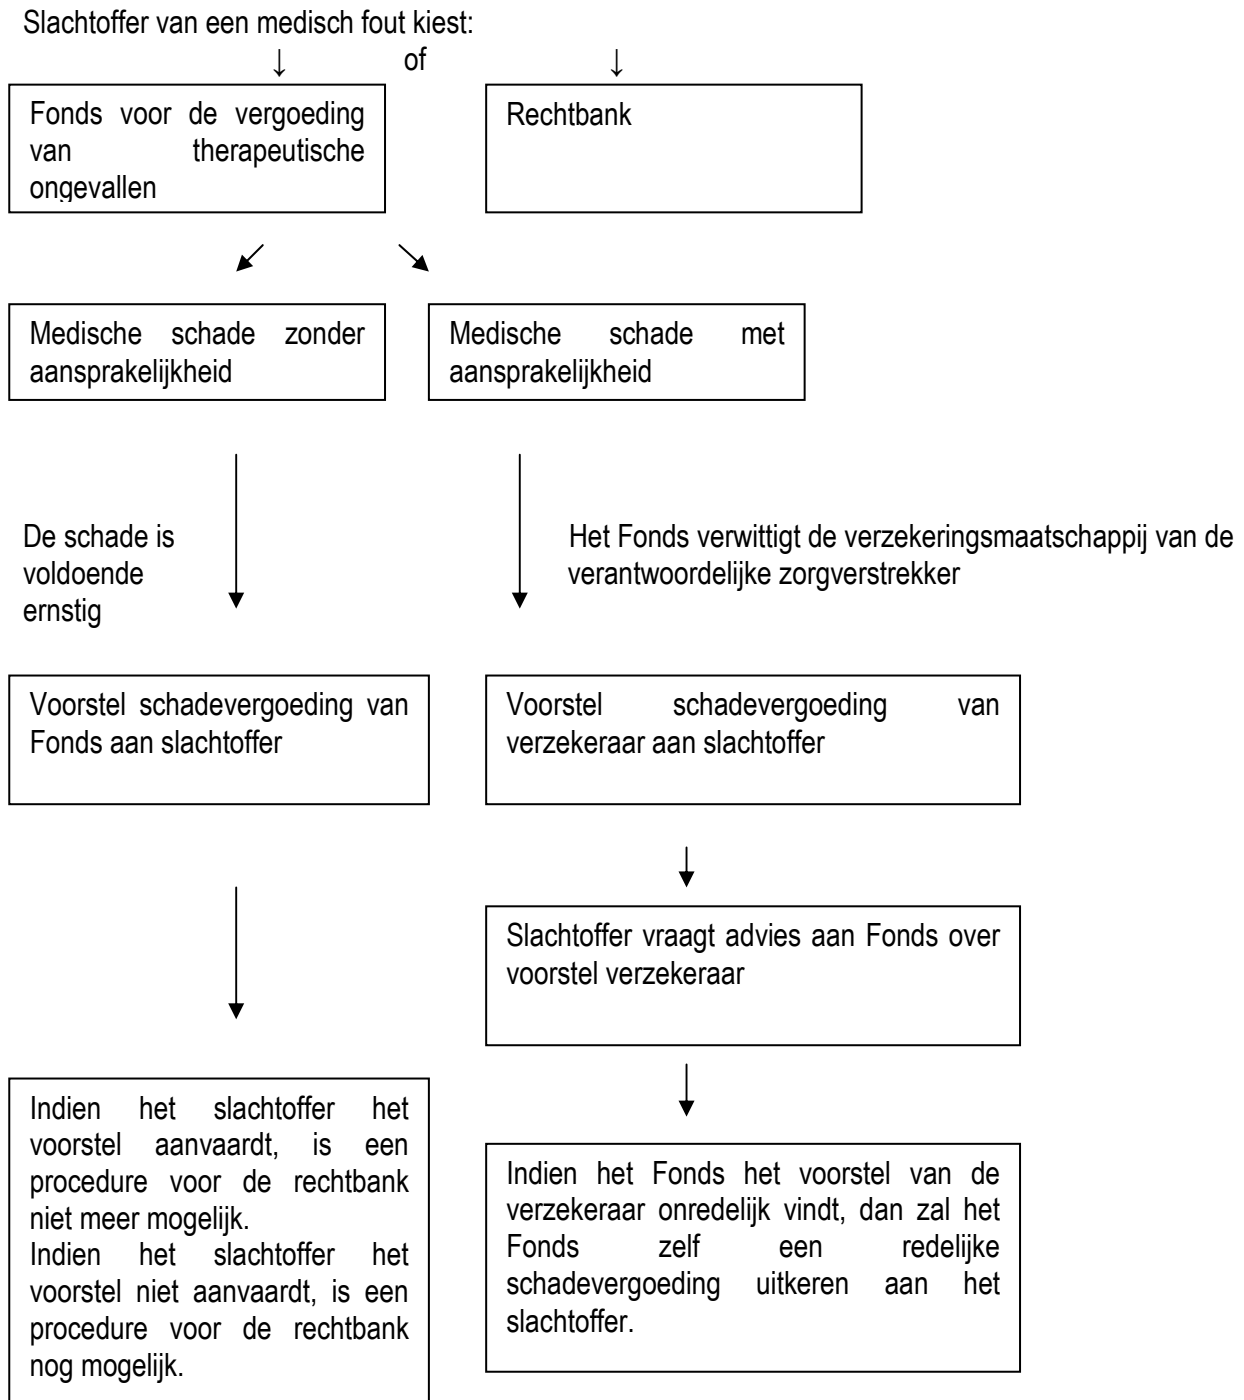 Slachtoffer van een medisch fout kiest:
↓ of ↓
Fonds voor de vergoeding
van therapeutische
ongevallen
Rechtbank
Medische schade zonder
aansprakelijkheid
Medische schade met
aansprakelijkheid
De schade is
voldoende
ernstig
Het Fonds verwittigt de verzekeringsmaatschappij van de
verantwoordelijke zorgverstrekker
Voorstel schadevergoeding van
Fonds aan slachtoffer
Voorstel schadevergoeding van
verzekeraar aan slachtoffer
Slachtoffer vraagt advies aan Fonds over
voorstel verzekeraar
Indien het slachtoffer het
voorstel aanvaardt, is een
procedure voor de rechtbank
niet meer mogelijk.
Indien het slachtoffer het
voorstel niet aanvaardt, is een
procedure voor de rechtbank
nog mogelijk.
Indien het Fonds het voorstel van de
verzekeraar onredelijk vindt, dan zal het
Fonds zelf een redelijke
schadevergoeding uitkeren aan het
slachtoffer.